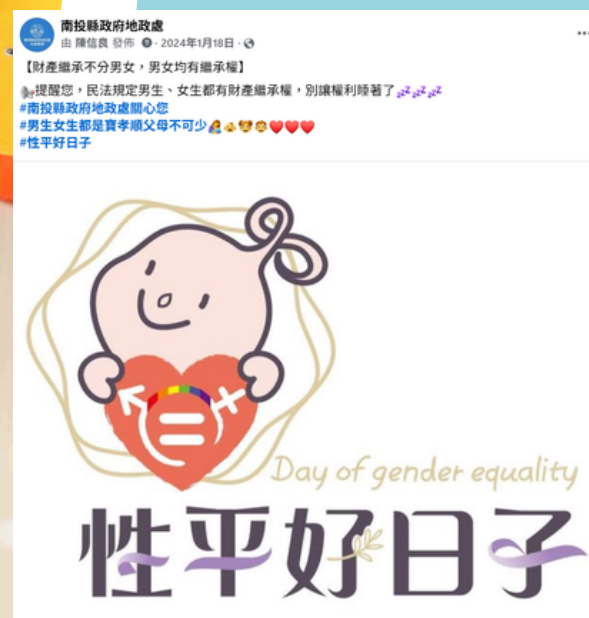 南投縣政府地政處
由 陳信良 發佈 · 2024年1月18日 ·
【財產繼承不分男女，男女均有繼承權】
提醒您，民法規定男生、女生都有財產繼承權，別讓權利睡著了💤💤💤
#南投縣政府地政處關心您
#男生女生都是寶孝順父母不可少
#性平好日子
Day of gender equality
性平好日子